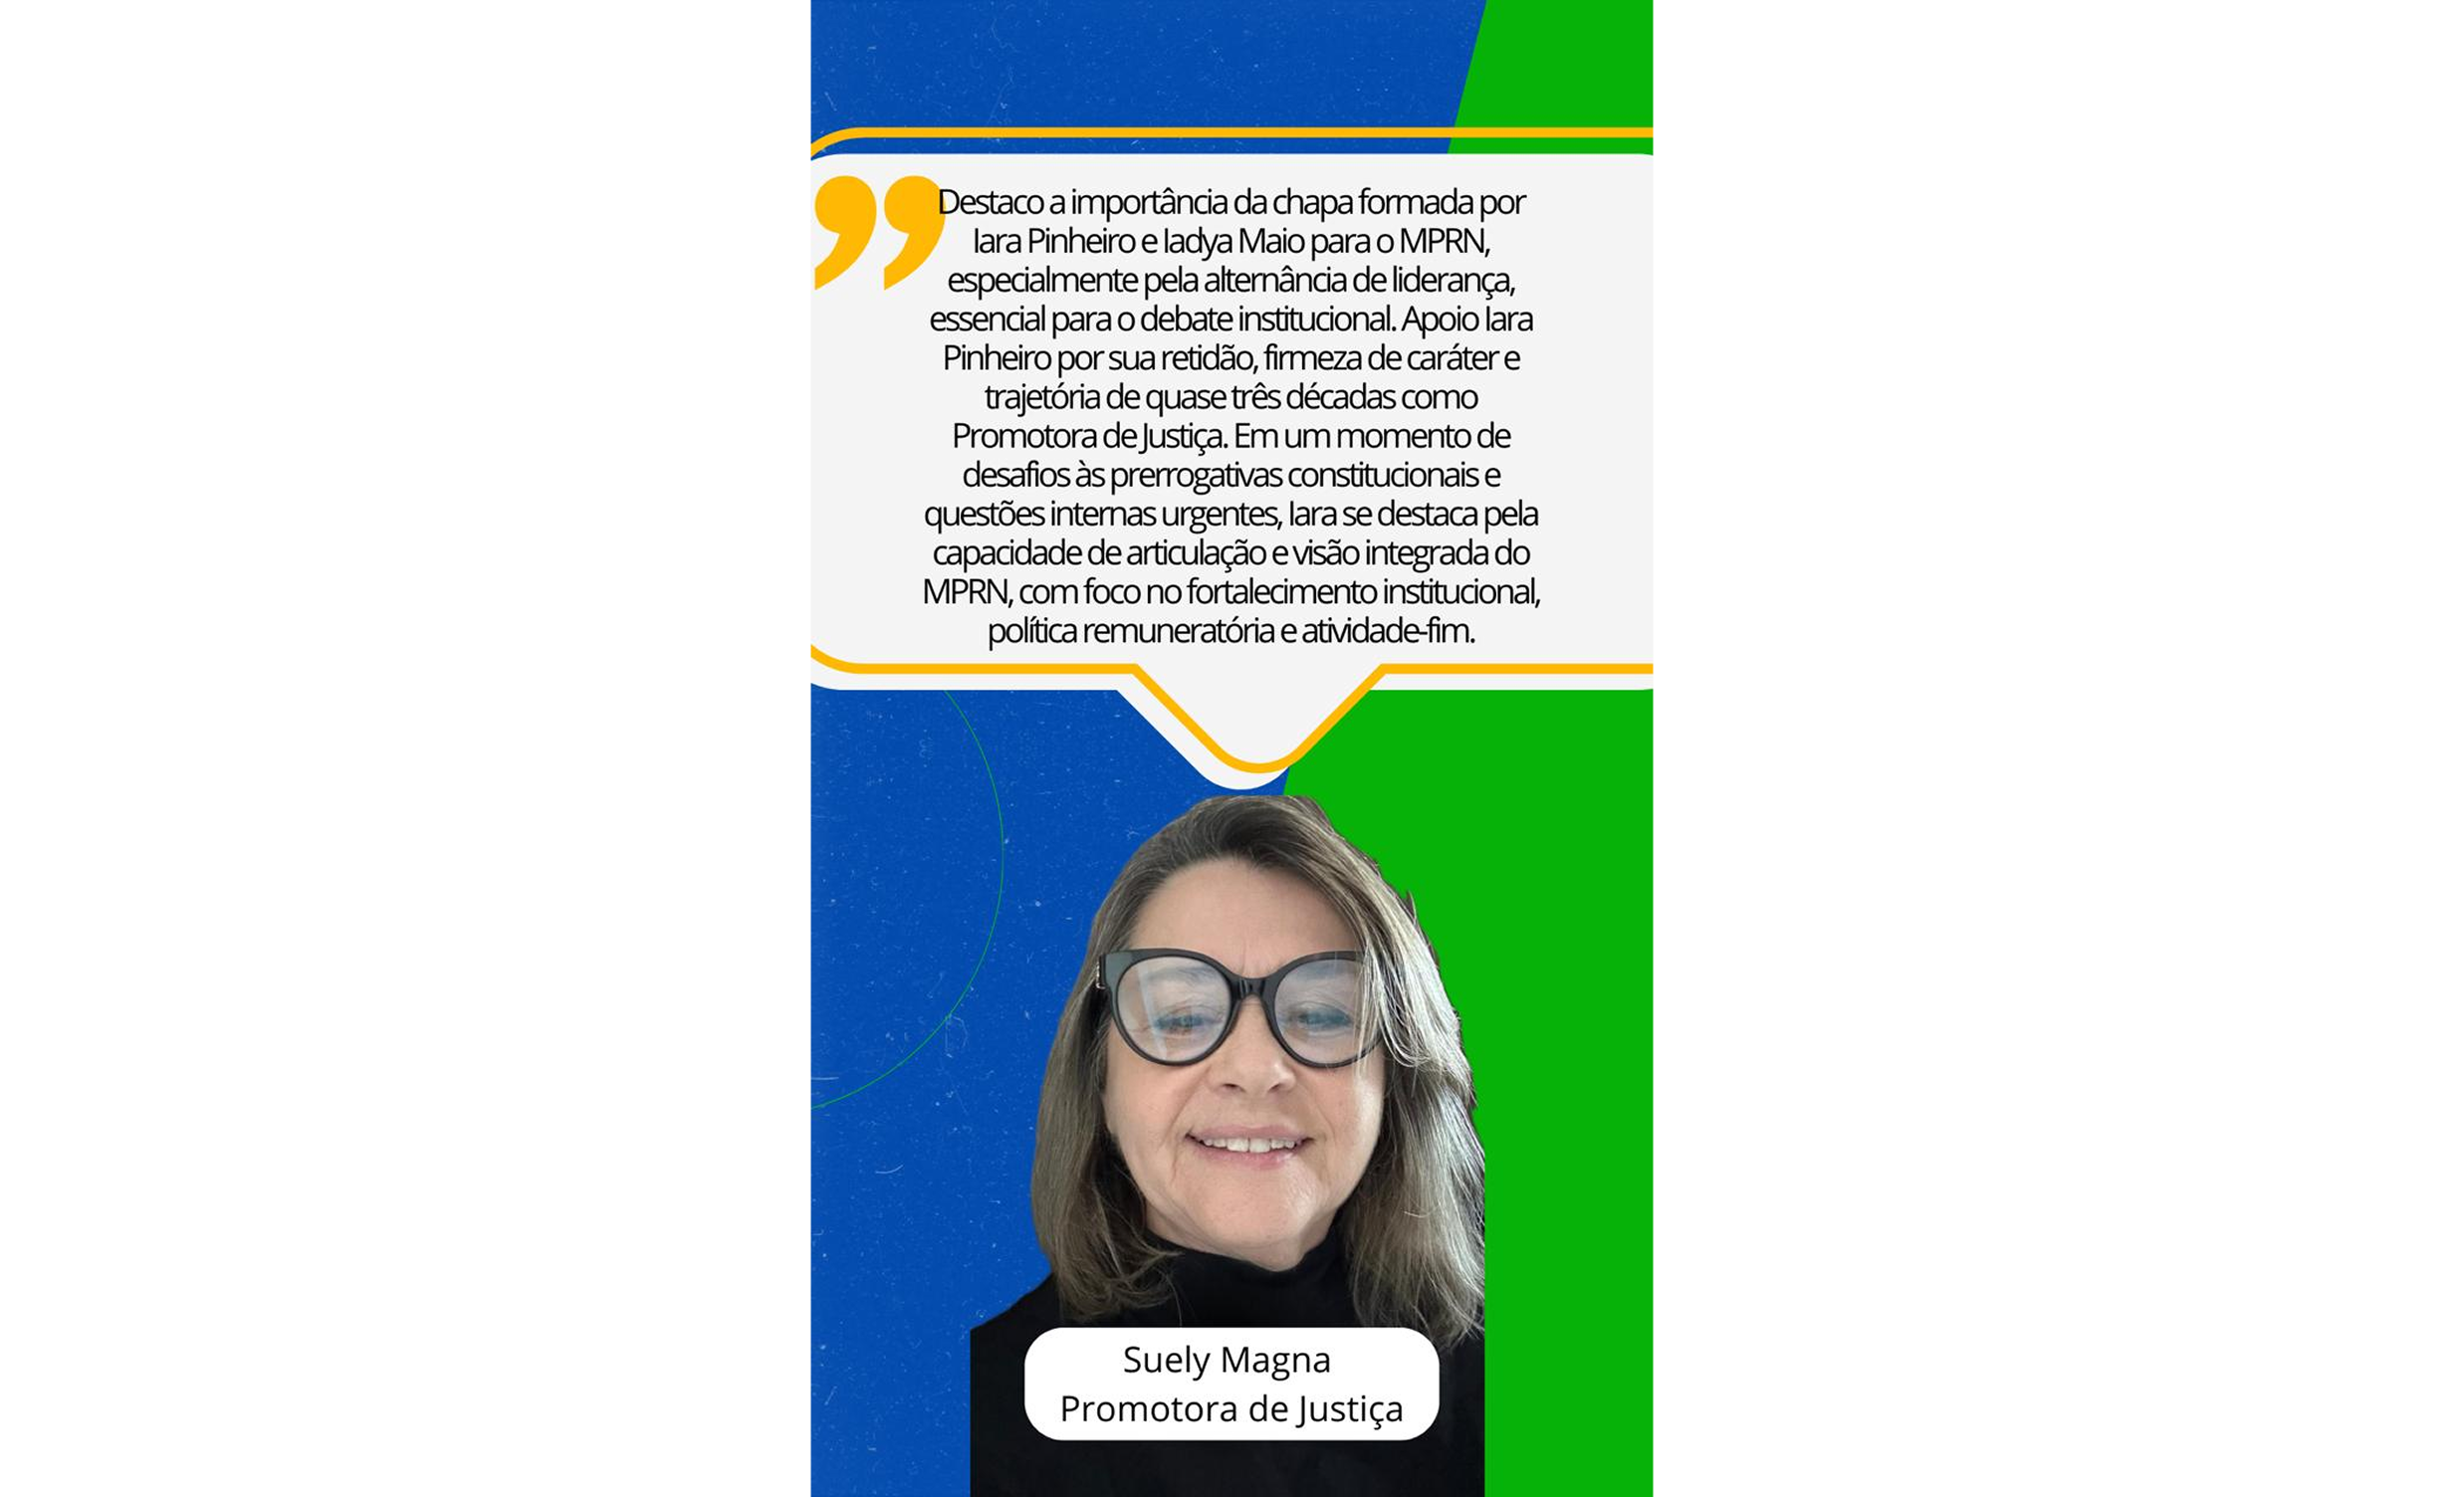 Destaco a importância da chapa formada por
Iara Pinheiro e Iadya Maio para o MPRN,
especialmente pela alternância de liderança,
essencial para o debate institucional. Apoio Iara
Pinheiro por sua retidão, firmeza de caráter e
trajetória de quase três décadas como
Promotora de Justiça. Em um momento de
desafios às prerrogativas constitucionais e
questões internas urgentes, Iara se destaca pela
capacidade de articulação e visão integrada do
MPRN, com foco no fortalecimento institucional,
política remuneratória e atividade-fim.
Suely Magna
Promotora de Justiça